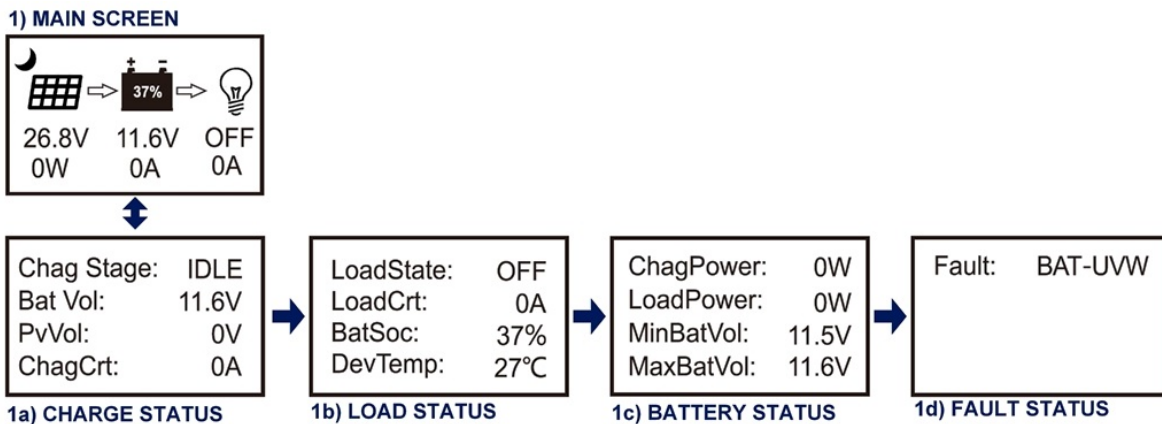 1) MAIN SCREEN
+ -
37%
26.8V 11.6V OFF
0W 0A 0A
Chag Stage: IDLE
Bat Vol: 11.6V
PvVol: 0V
ChagCrt: 0A
1a) CHARGE STATUS
LoadState: OFF
LoadCrt: 0A
BatSoc: 37%
DevTemp: 27℃
1b) LOAD STATUS
ChagPower: 0W
LoadPower: 0W
MinBatVol: 11.5V
MaxBatVol: 11.6V
1c) BATTERY STATUS
Fault: BAT-UVW
1d) FAULT STATUS